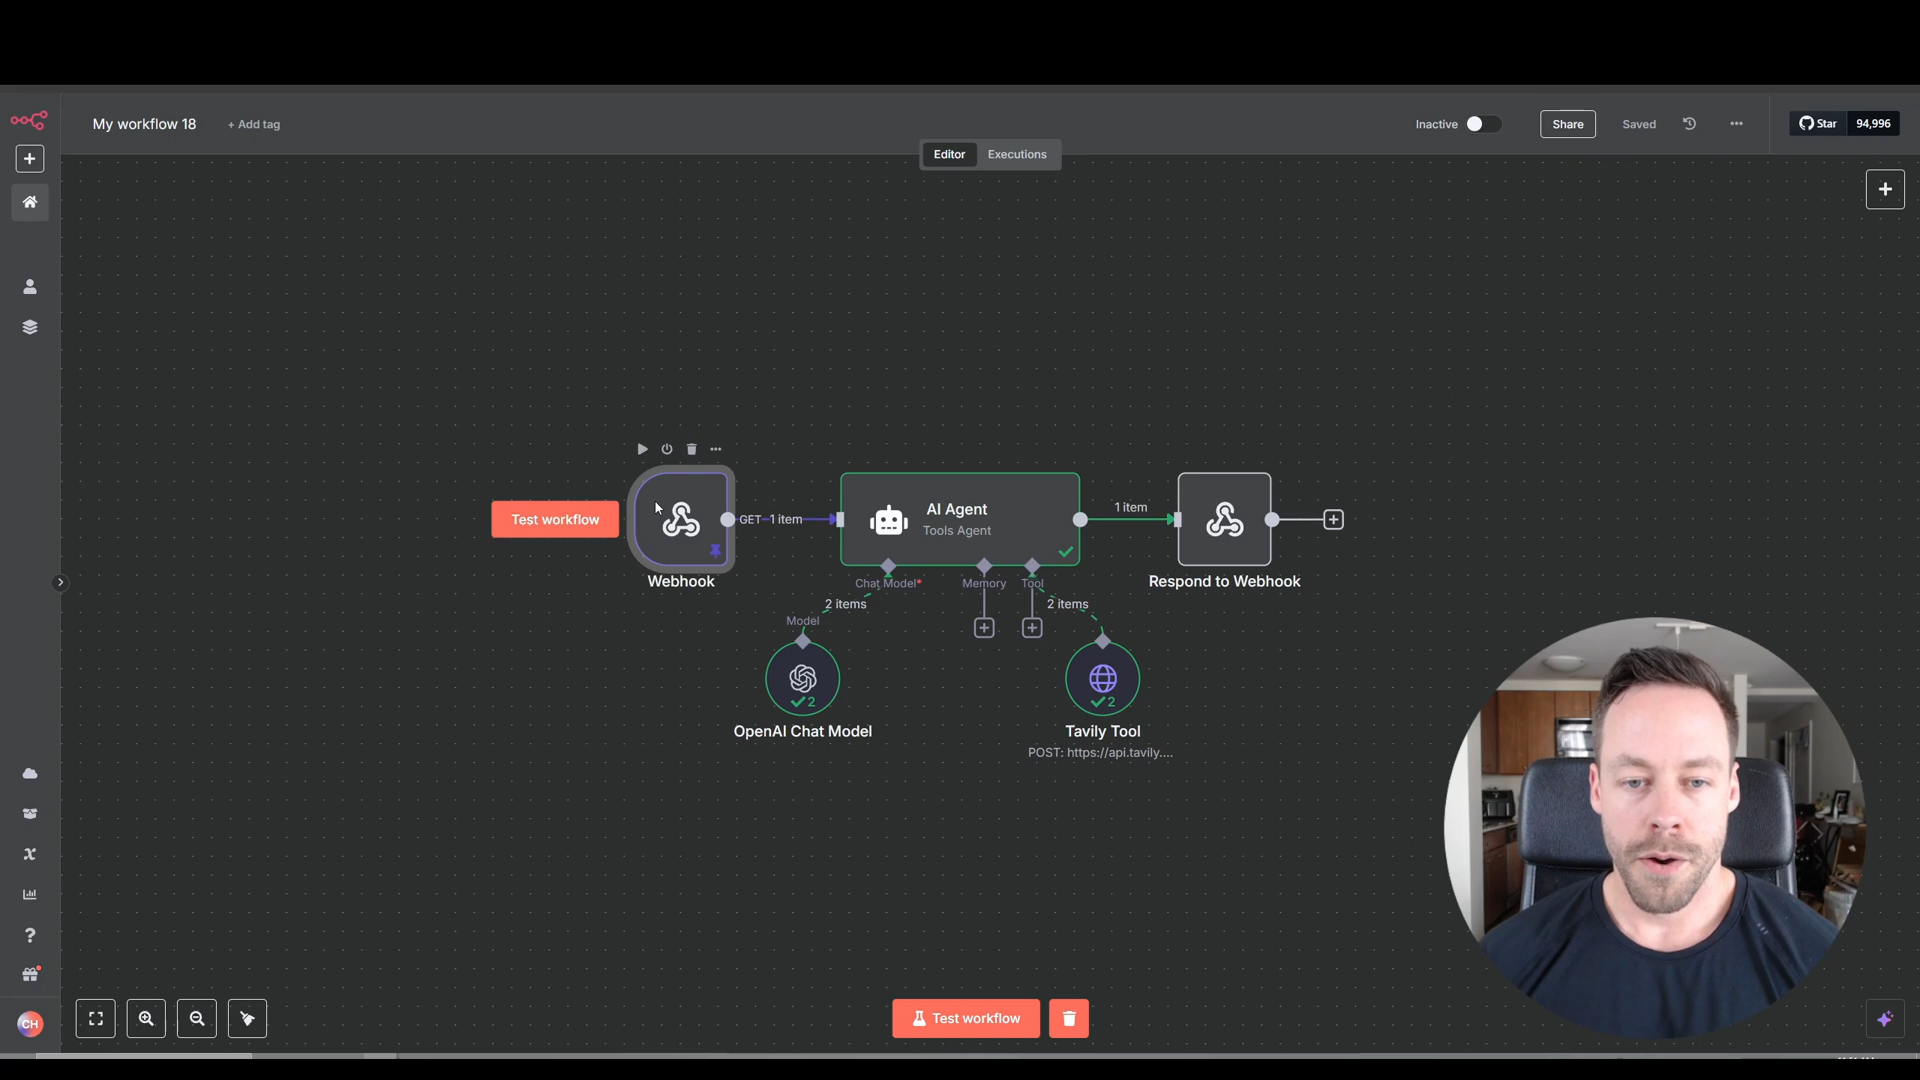 My workflow 18
+ Add tag
Inactive
Share
Saved
Star
94,996
Editor
Executions
Test workflow
GET
1 item
AI Agent
Tools Agent
1 item
Webhook
Chat Model*
Memory
Tool
Respond to Webhook
2 items
2 items
Model
2
2
OpenAI Chat Model
Tavily Tool
POST: https://api.tavily....
CH
Test workflow